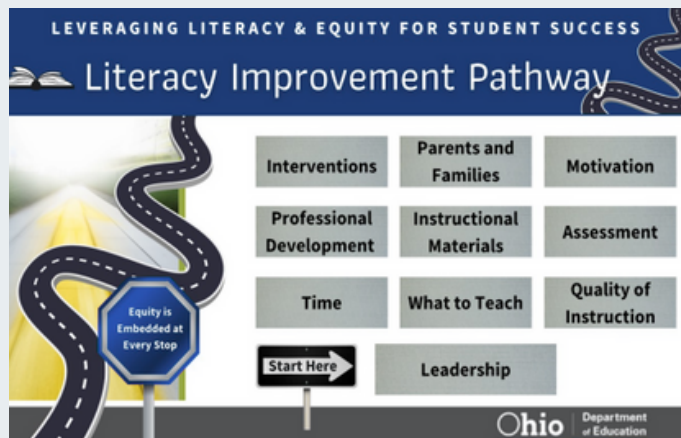 LEVERAGING LITERACY & EQUITY FOR STUDENT SUCCESS
Literacy Improvement Pathway
Interventions
Parents and
Families
Motivation
Professional
Development
Instructional
Materials
Assessment
Time
What to Teach
Quality of
Instruction
Equity is
Embedded at
Every Stop
Start Here
Leadership
Ohio
Department
of Education